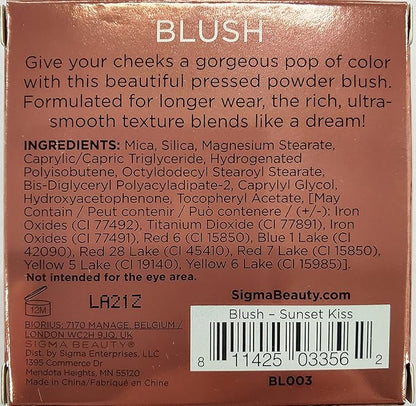 BLUSH
Give your cheeks a gorgeous pop of color
with this beautiful pressed powder blush.
Formulated for longer wear, the rich, ultra-
smooth texture blends like a dream!
INGREDIENTS: Mica, Silica, Magnesium Stearate,
Caprylic/Capric Triglyceride, Hydrogenated
Polyisobutene, Octyldodecyl Stearoyl Stearate,
Bis-Diglyceryl Polyacyladipate-2, Caprylyl Glycol,
Hydroxyacetophenone, Tocopheryl Acetate, [May
Contain / Peut contenir / Può contenere / (+/-): Iron
Oxides (CI 77492), Titanium Dioxide (CI 77891), Iron
Oxides (CI 77491), Red 6 (CI 15850), Blue 1 Lake (CI
42090), Red 28 Lake (CI 45410), Red 7 Lake (CI 15850),
Yellow 5 Lake (CI 19140), Yellow 6 Lake (CI 15985)].
Not intended for the eye area.
12M
LA21Z
BIORIUS: 7170 MANAGE, BELGIUM /
LONDON WC2H 9JQ, UK
SIGMA BEAUTY®
Dist. by Sigma Enterprises, LLC
1395 Commerce Dr
Mendota Heights, MN 55120
Made in China/Fabriqué en Chine
SigmaBeauty.com
Blush – Sunset Kiss
8 11425 03356 2
BL003